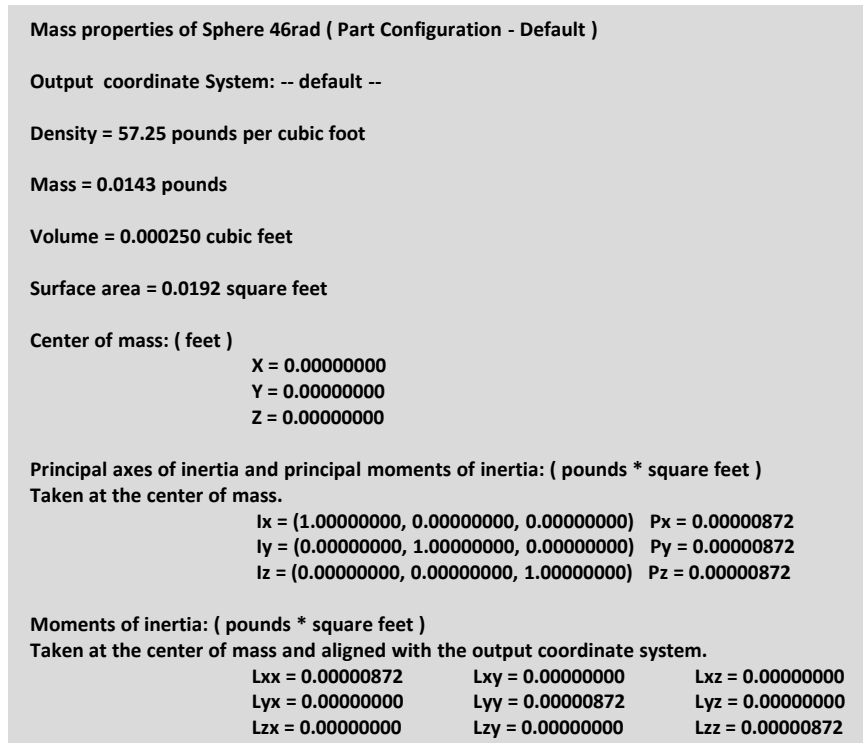 Mass properties of Sphere 46rad ( Part Configuration - Default )
Output coordinate System: -- default --
Density = 57.25 pounds per cubic foot
Mass = 0.0143 pounds
Volume = 0.000250 cubic feet
Surface area = 0.0192 square feet
Center of mass: ( feet )
X = 0.00000000
Y = 0.00000000
Z = 0.00000000
Principal axes of inertia and principal moments of inertia: ( pounds * square feet )
Taken at the center of mass.
Ix = (1.00000000, 0.00000000, 0.00000000) Px = 0.00000872
Iy = (0.00000000, 1.00000000, 0.00000000) Py = 0.00000872
Iz = (0.00000000, 0.00000000, 1.00000000) Pz = 0.00000872
Moments of inertia: ( pounds * square feet )
Taken at the center of mass and aligned with the output coordinate system.
Lxx = 0.00000872 Lxy = 0.00000000 Lxz = 0.00000000
Lyx = 0.00000000 Lyy = 0.00000872 Lyz = 0.00000000
Lzx = 0.00000000 Lzy = 0.00000000 Lzz = 0.00000872